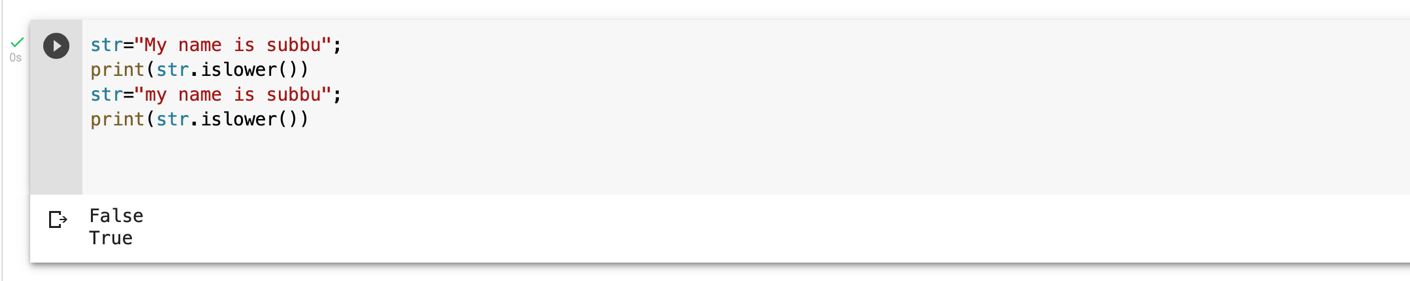 0s
str="My name is subbu";
print(str.islower())
str="my name is subbu";
print(str.islower())
False
True